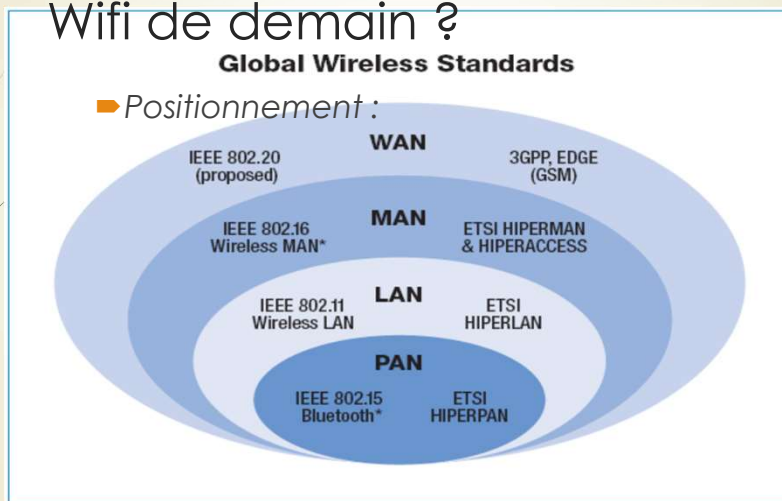 Wifi de demain ?
Global Wireless Standards
Positionnement :
WAN
IEEE 802.20
(proposed)
3GPP, EDGE
(GSM)
MAN
IEEE 802.16
Wireless MAN*
ETSI HIPERMAN
& HIPERACCESS
LAN
IEEE 802.11
Wireless LAN
ETSI
HIPERLAN
PAN
IEEE 802.15
Bluetooth*
ETSI
HIPERPAN